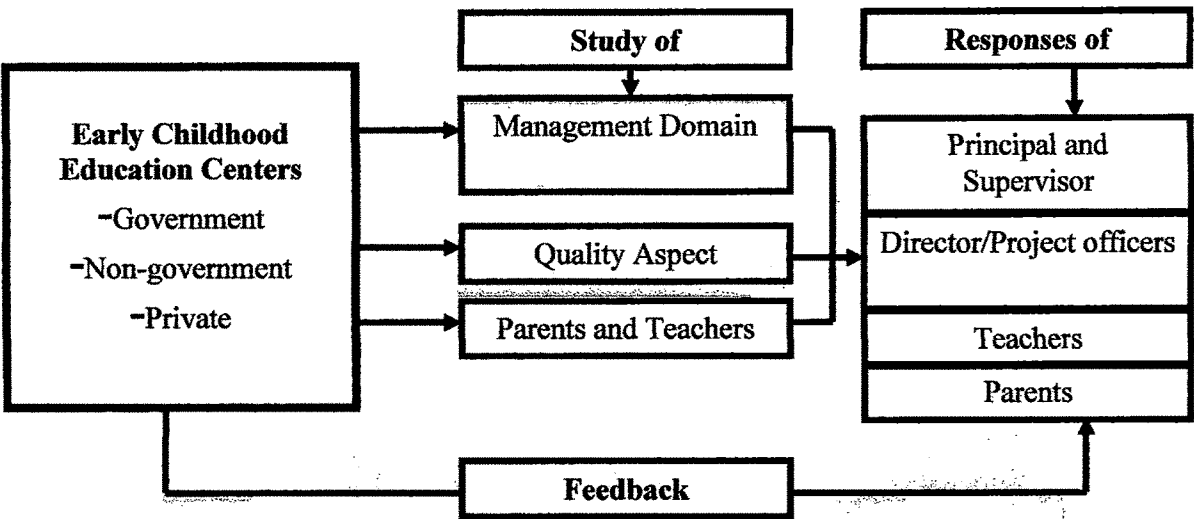 Early Childhood
Education Centers
-Government
-Non-government
-Private
Study of
Management Domain
Quality Aspect
Parents and Teachers
Responses of
Principal and
Supervisor
Director/Project officers
Teachers
Parents
Feedback